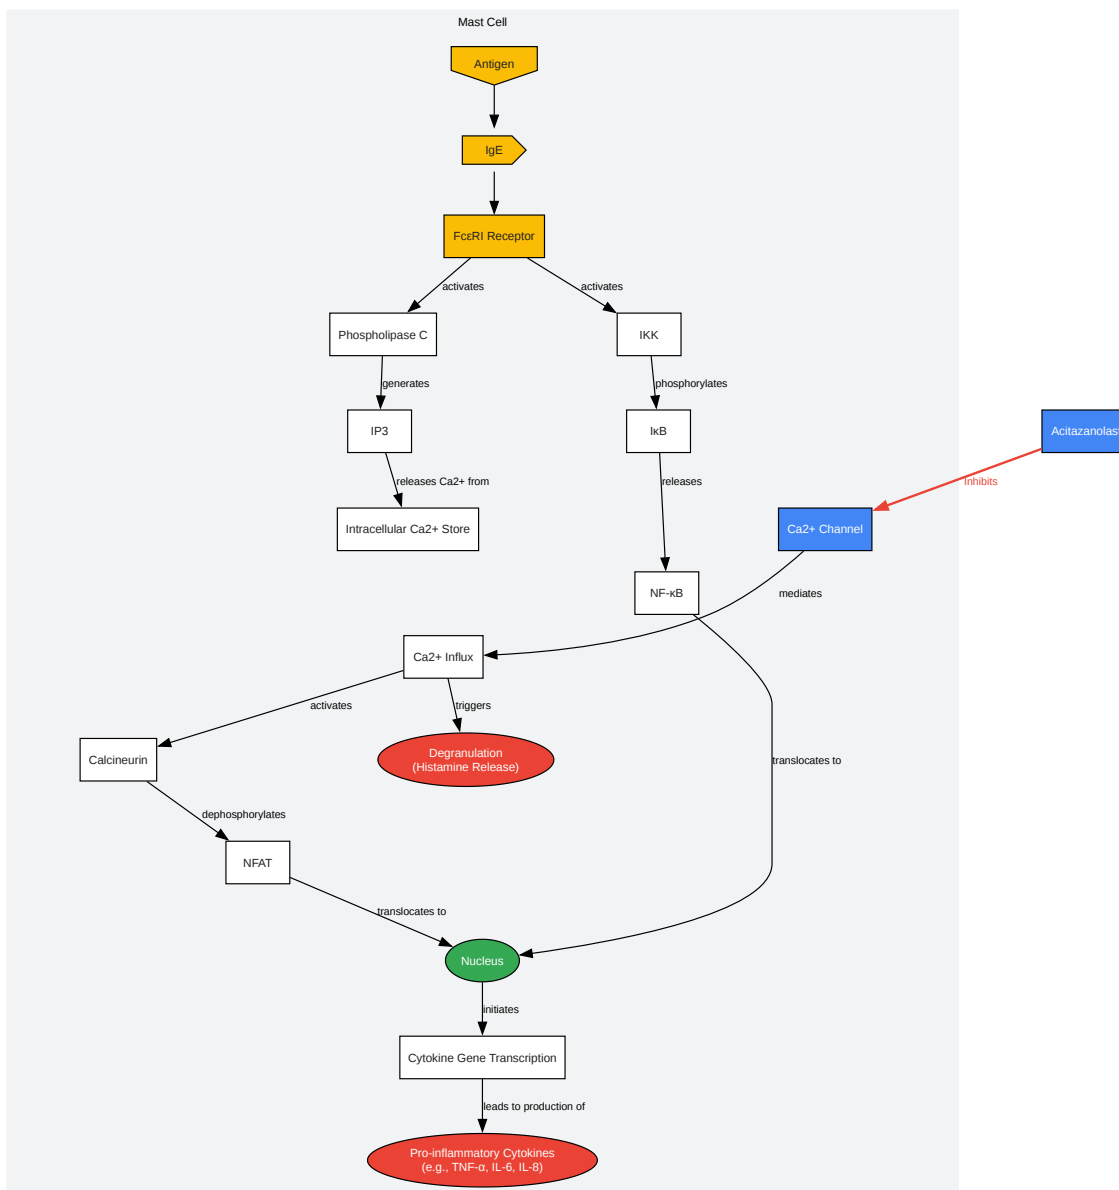 Mast Cell
Antigen
IgE
FcεRI Receptor
activates
activates
Phospholipase C
IKK
generates
phosphorylates
IP3
IκB
Acitazanolast
releases Ca2+ from
releases
Inhibits
Intracellular Ca2+ Store
Ca2+ Channel
NF-κB
mediates
Ca2+ Influx
activates
triggers
Degranulation
(Histamine Release)
Calcineurin
translocates to
dephosphorylates
NFAT
translocates to
Nucleus
initiates
Cytokine Gene Transcription
leads to production of
Pro-inflammatory Cytokines
(e.g., TNF-α, IL-6, IL-8)